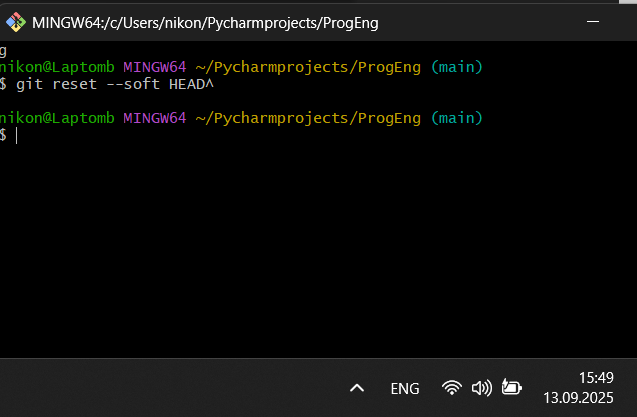 MINGW64:/c/Users/nikon/Pycharmprojects/ProgEng
g
nikon@Laptomb MINGW64 ~/Pycharmprojects/ProgEng (main)
$ git reset --soft HEAD^
nikon@Laptomb MINGW64 ~/Pycharmprojects/ProgEng (main)
$
ENG
15:49
13.09.2025